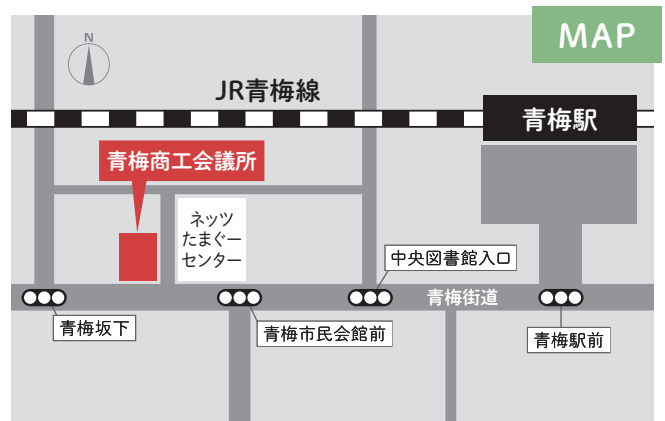 MAP
N
JR青梅線
青梅駅
青梅商工会議所
ネッツ
たまぐー
センター
中央図書館入口
青梅街道
青梅坂下
青梅市民会館前
青梅駅前